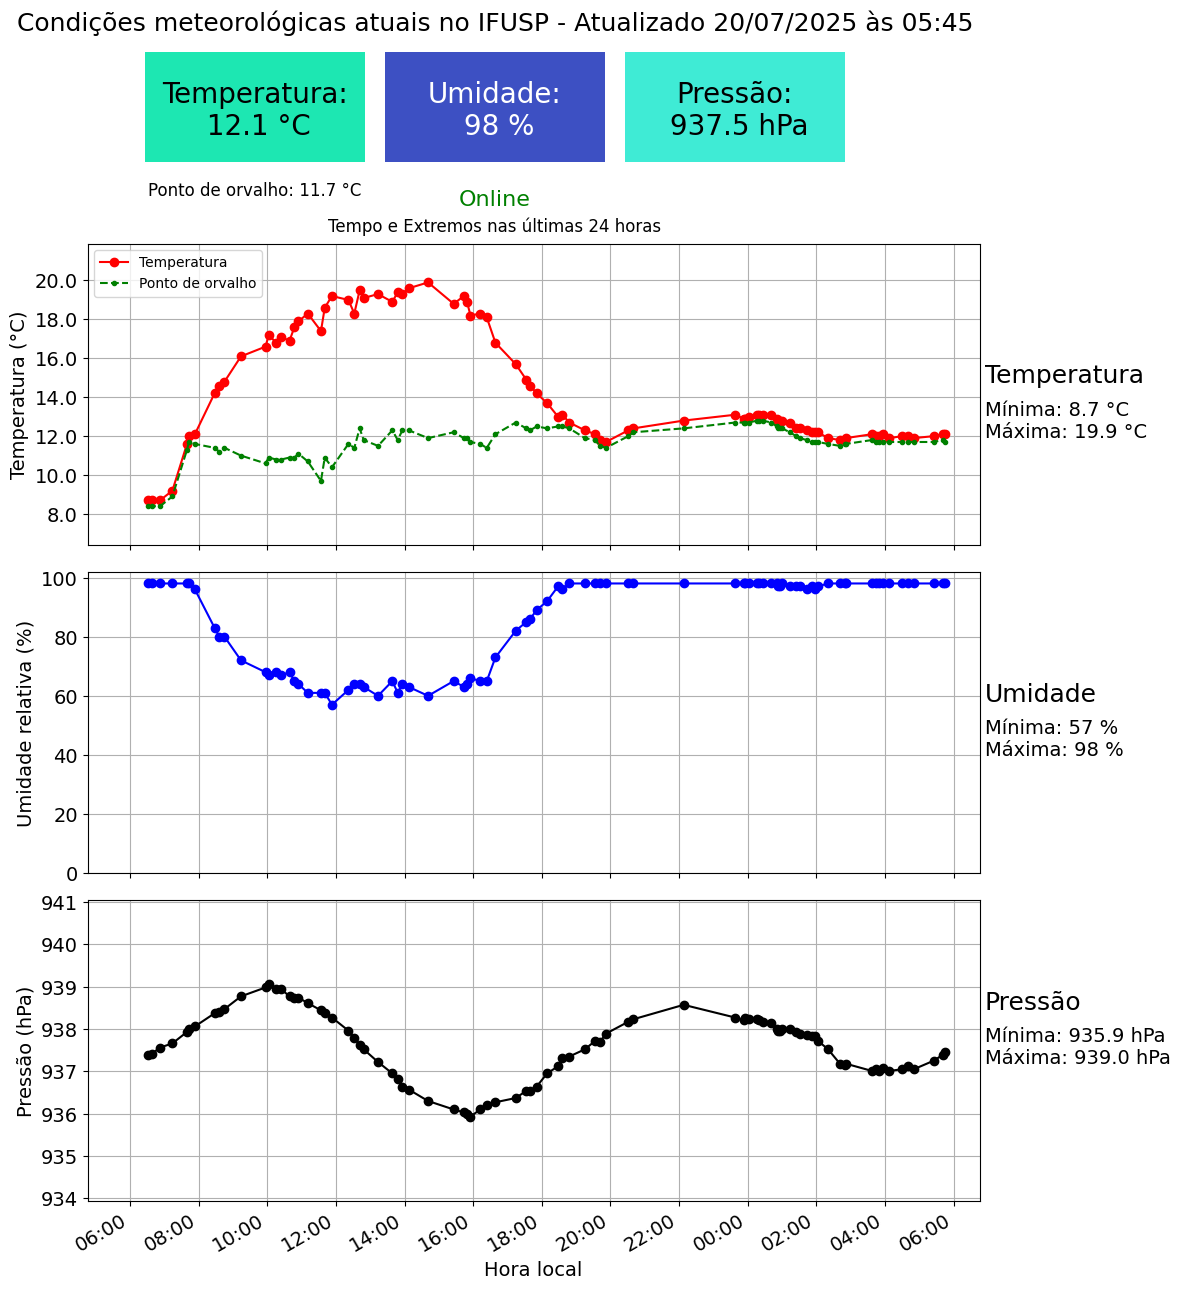 Condições meteorológicas atuais no IFUSP - Atualizado 20/07/2025 às 05:45
Temperatura:
12.1 °C
Umidade:
98 %
Pressão:
937.5 hPa
Ponto de orvalho: 11.7 °C
Online
Tempo e Extremos nas últimas 24 horas
Temperatura
Ponto de orvalho
Temperatura (°C)
20.0
18.0
16.0
14.0
12.0
10.0
8.0
Temperatura
Mínima: 8.7 °C
Máxima: 19.9 °C
Umidade relativa (%)
100
80
60
40
20
0
Umidade
Mínima: 57 %
Máxima: 98 %
Pressão (hPa)
941
940
939
938
937
936
935
934
Pressão
Mínima: 935.9 hPa
Máxima: 939.0 hPa
06:00
08:00
10:00
12:00
14:00
16:00
18:00
20:00
22:00
00:00
02:00
04:00
06:00
Hora local